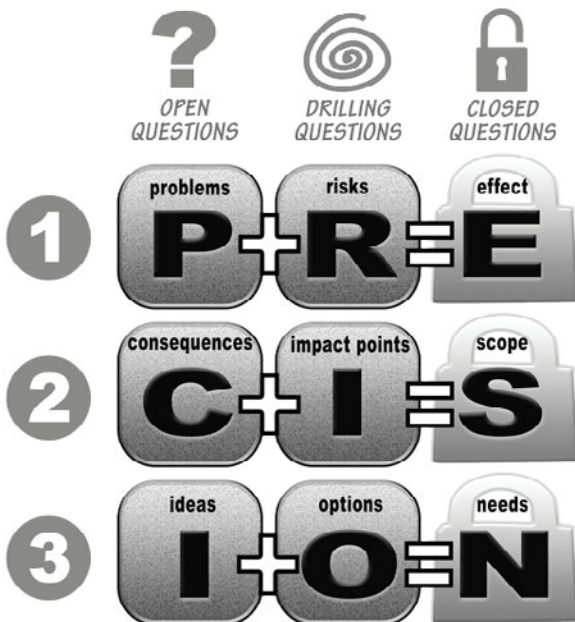 ?
OPEN DRILLING CLOSED
QUESTIONS QUESTIONS QUESTIONS
problems risks effect
1 P + R = E
consequences impact points scope
2 C + I = S
ideas options needs
3 I + O = N